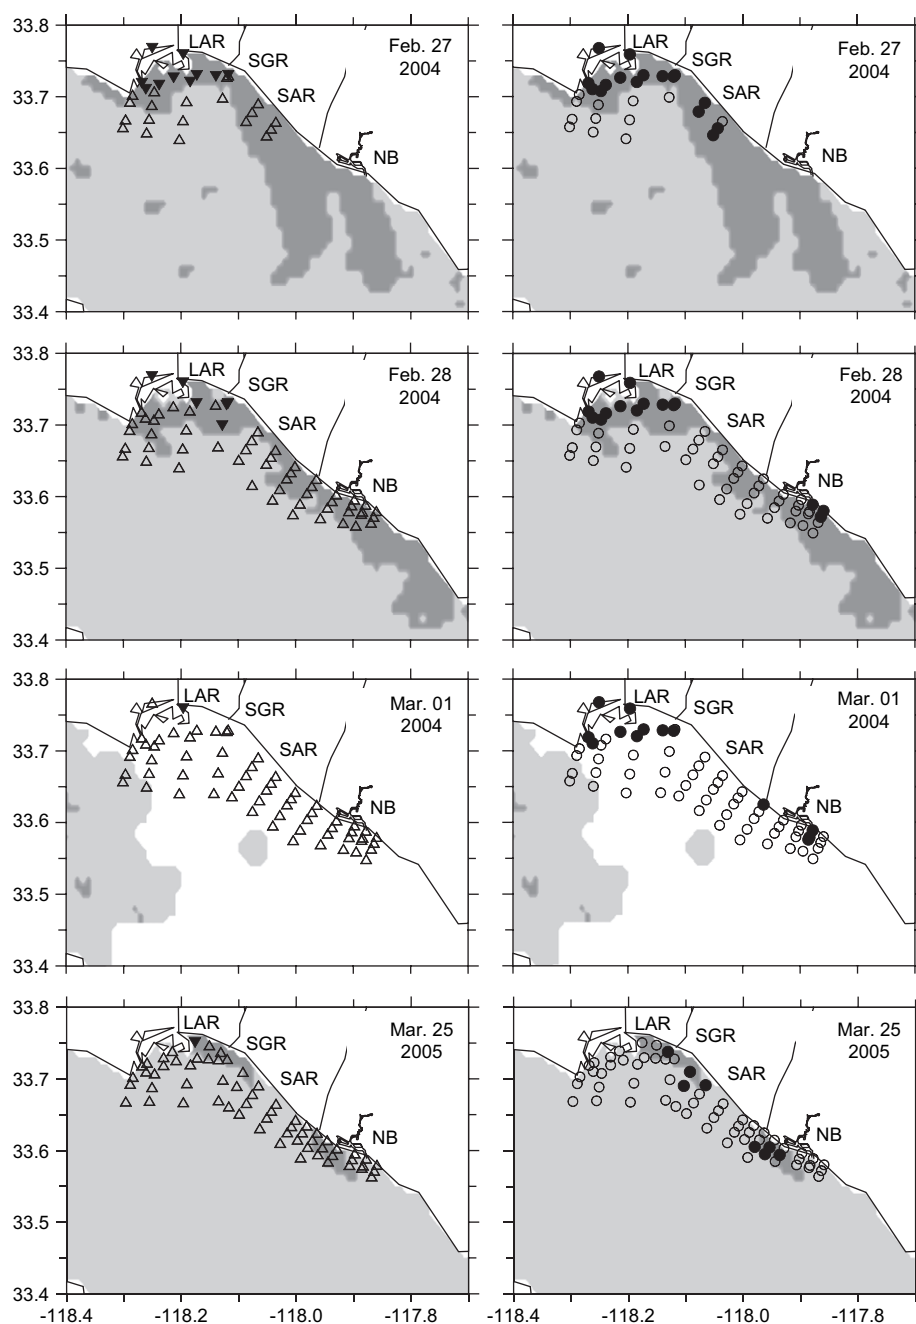 33.8
33.7
33.6
33.5
33.4
LAR
SGR
SAR
NB
Feb. 27
2004
LAR
SGR
SAR
NB
Feb. 27
2004
33.8
33.7
33.6
33.5
33.4
LAR
SGR
SAR
NB
Feb. 28
2004
LAR
SGR
SAR
NB
Feb. 28
2004
33.8
33.7
33.6
33.5
33.4
LAR
SGR
SAR
NB
Mar. 01
2004
LAR
SGR
SAR
NB
Mar. 01
2004
33.8
33.7
33.6
33.5
33.4
LAR
SGR
SAR
NB
Mar. 25
2005
LAR
SGR
SAR
NB
Mar. 25
2005
-118.4 -118.2 -118.0 -117.8
-118.4 -118.2 -118.0 -117.8